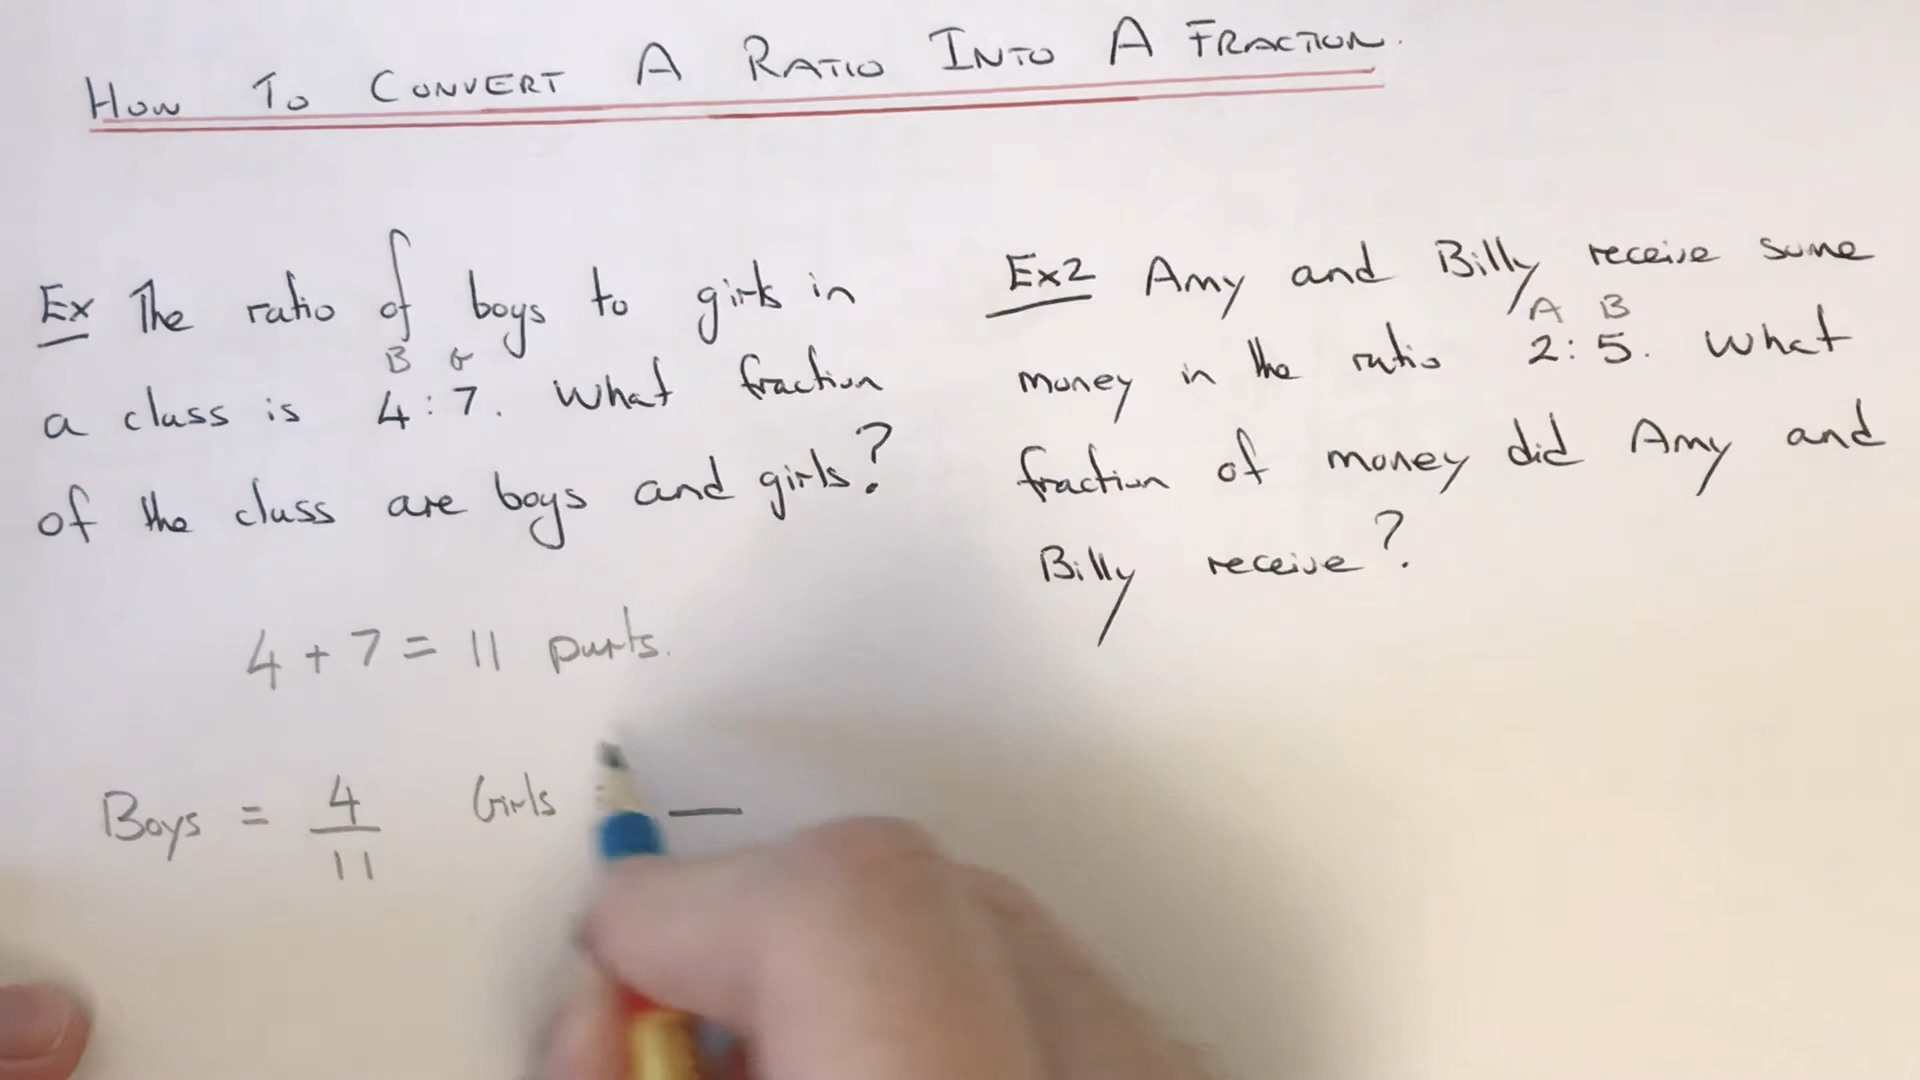 HOW TO CONVERT A RATIO INTO A FRACTION.
Ex The ratio of boys to girls in
B G
a class is 4:7. What fraction
of the class are boys and girls?
4 + 7 = 11 parts.
Boys = 4/11 Girls
Ex2 Amy and Billy receive some
A B
money in the ratio 2:5. What
fraction of money did Amy and
Billy receive?